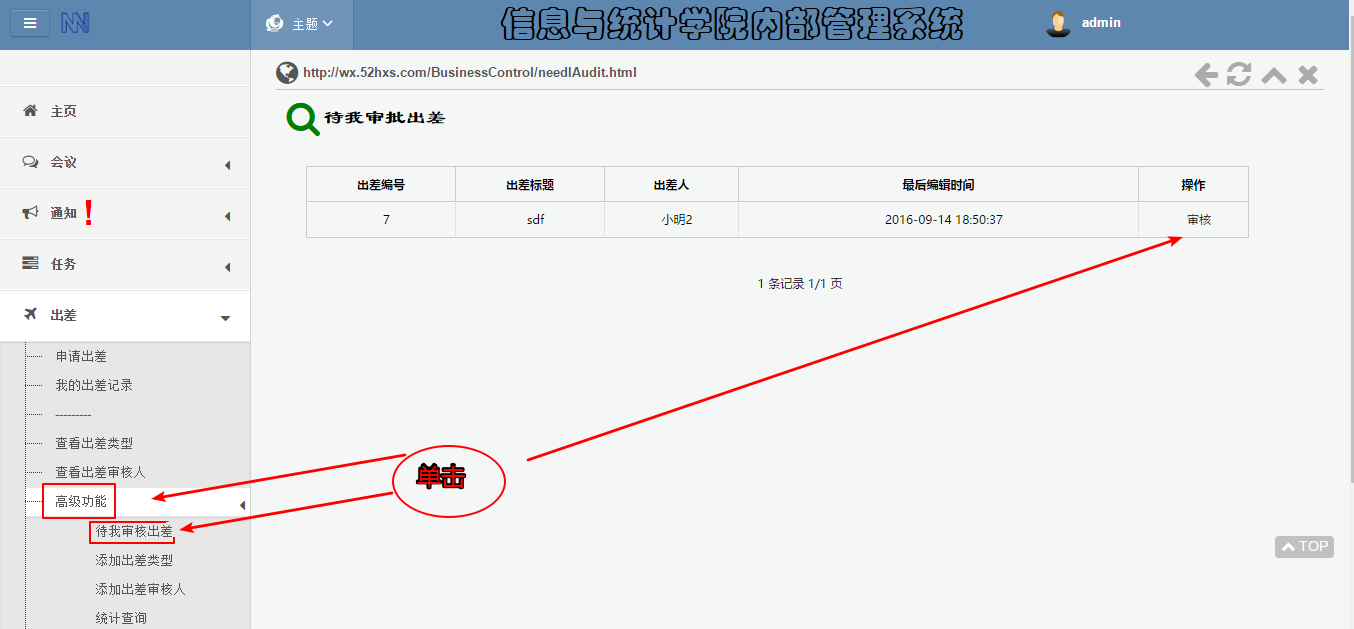 NN
主题
信息与统计学院内部管理系统
admin
http://wx.52hxs.com/BusinessControl/needlAudit.html
待我审批出差
主页
会议
通知!
任务
出差
申请出差
我的出差记录
---------
查看出差类型
查看出差审核人
高级功能
待我审核出差
添加出差类型
添加出差审核人
统计查询
出差编号 出差标题 出差人 最后编辑时间 操作
7 sdf 小明2 2016-09-14 18:50:37 审核
1 条记录 1/1 页
单击
TOP